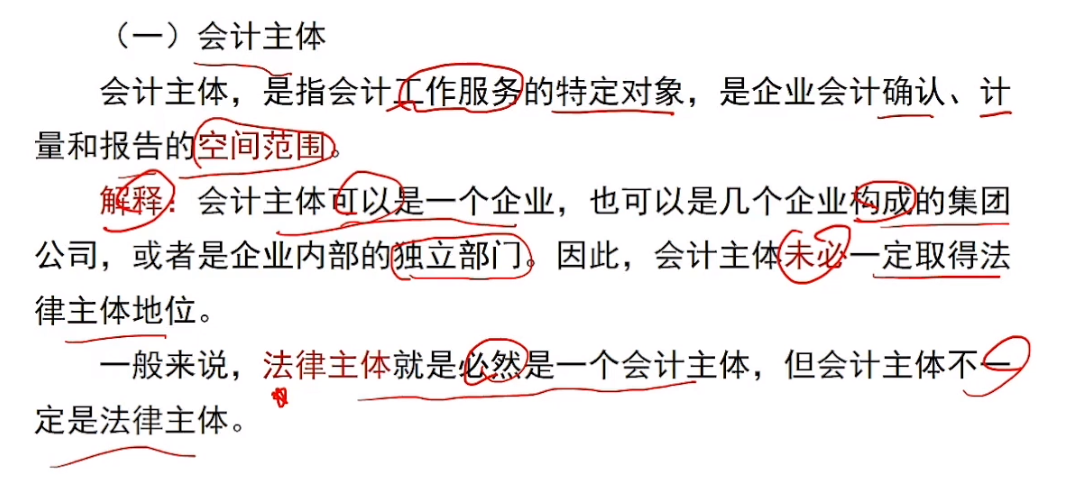 （一）会计主体
会计主体，是指会计工作服务的特定对象，是企业会计确认、计
量和报告的空间范围。
解释：会计主体可以是一个企业，也可以是几个企业构成的集团
公司，或者是企业内部的独立部门。因此，会计主体未必一定取得法
律主体地位。
一般来说，法律主体就是必然是一个会计主体，但会计主体不一
定是法律主体。